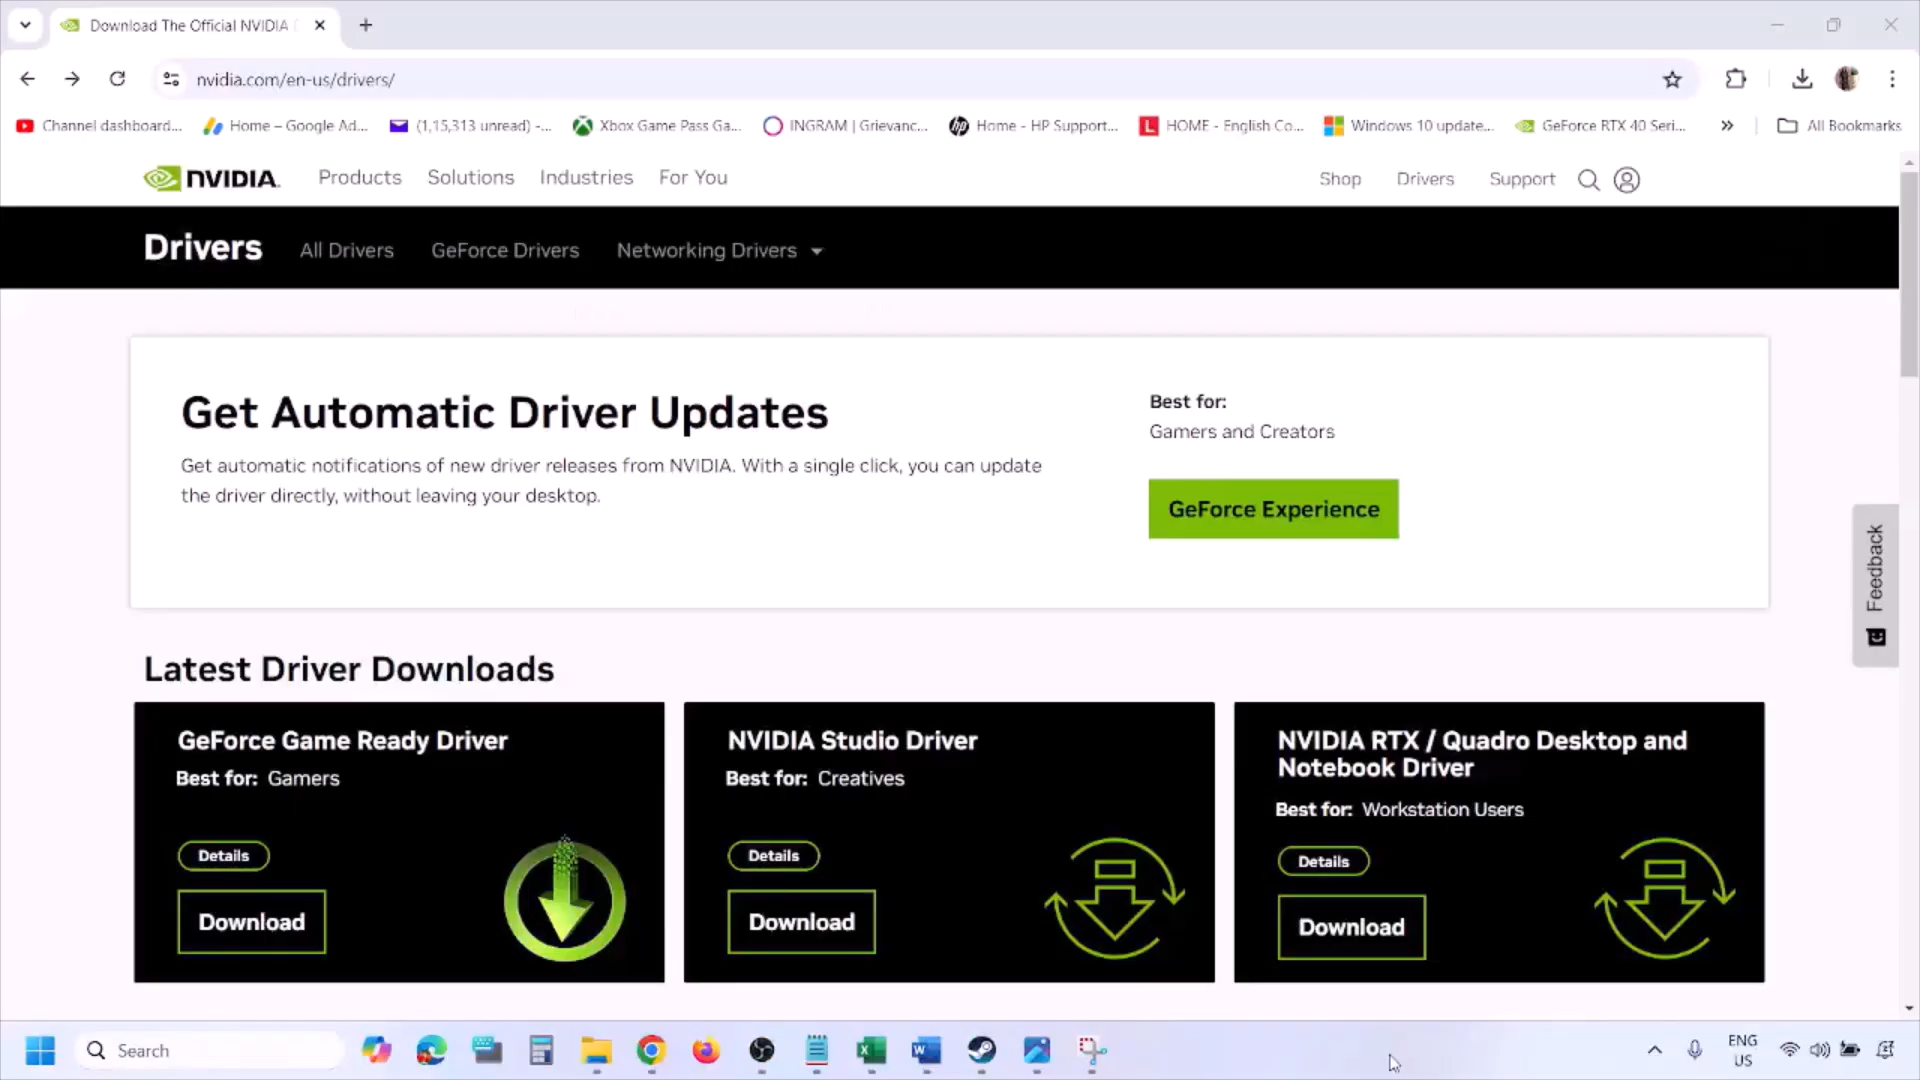 Download The Official NVIDIA
nvidia.com/en-us/drivers/
Channel dashboard...
Home – Google Ad...
(1,15,313 unread) -...
Xbox Game Pass Ga...
INGRAM | Grievanc...
Home - HP Support...
HOME - English Co...
Windows 10 update...
GeForce RTX 40 Seri...
All Bookmarks
NVIDIA.
Products
Solutions
Industries
For You
Shop
Drivers
Support
Drivers
All Drivers
GeForce Drivers
Networking Drivers
Get Automatic Driver Updates
Get automatic notifications of new driver releases from NVIDIA. With a single click, you can update
the driver directly, without leaving your desktop.
Best for:
Gamers and Creators
GeForce Experience
Feedback
Latest Driver Downloads
GeForce Game Ready Driver
Best for: Gamers
Details
Download
NVIDIA Studio Driver
Best for: Creatives
Details
Download
NVIDIA RTX / Quadro Desktop and
Notebook Driver
Best for: Workstation Users
Details
Download
Search
ENG
US